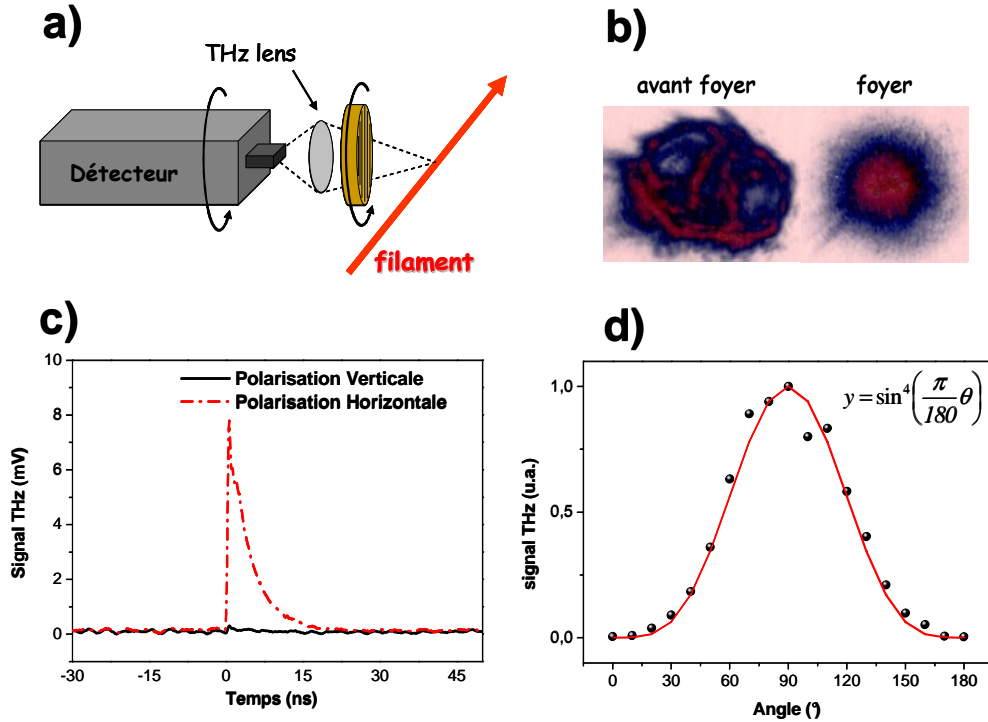 a)
THz lens
Détecteur
filament
b)
avant foyer
foyer
c)
10
8
6
4
2
0
Signal THz (mV)
Polarisation Verticale
Polarisation Horizontale
-30
-15
0
15
30
45
Temps (ns)
d)
1,0
0,5
0,0
signal THz (u.a.)
y = sin⁴(π/180 θ)
0
30
60
90
120
150
180
Angle (°)